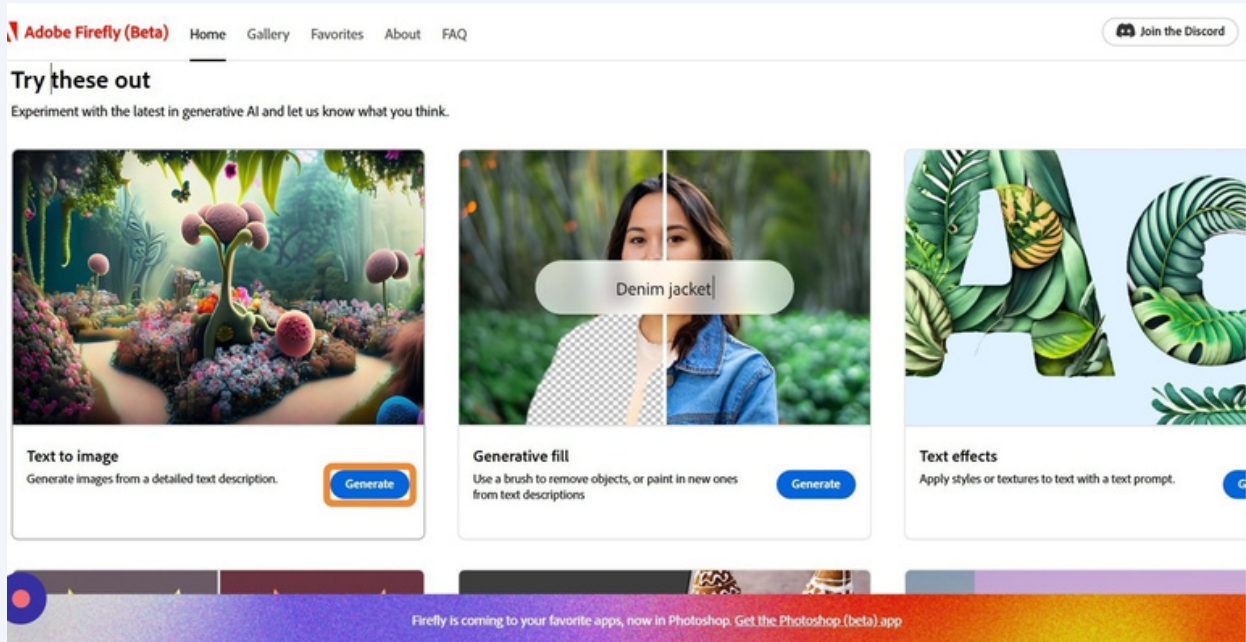 Adobe Firefly (Beta) Home Gallery Favorites About FAQ Join the Discord
Try these out
Experiment with the latest in generative AI and let us know what you think.
Denim jacket
Text to image
Generate images from a detailed text description.
Generate
Generative fill
Use a brush to remove objects, or paint in new ones
from text descriptions
Generate
Text effects
Apply styles or textures to text with a text prompt.
G
Firefly is coming to your favorite apps, now in Photoshop. Get the Photoshop (beta) app